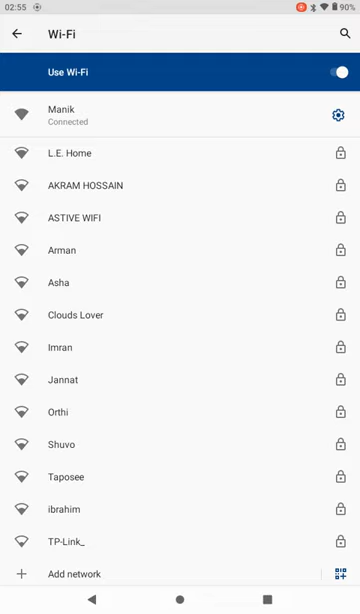 02:55 90%
Wi-Fi
Use Wi-Fi
Manik
Connected
L.E. Home
AKRAM HOSSAIN
ASTIVE WIFI
Arman
Asha
Clouds Lover
Imran
Jannat
Orthi
Shuvo
Taposee
ibrahim
TP-Link_
Add network